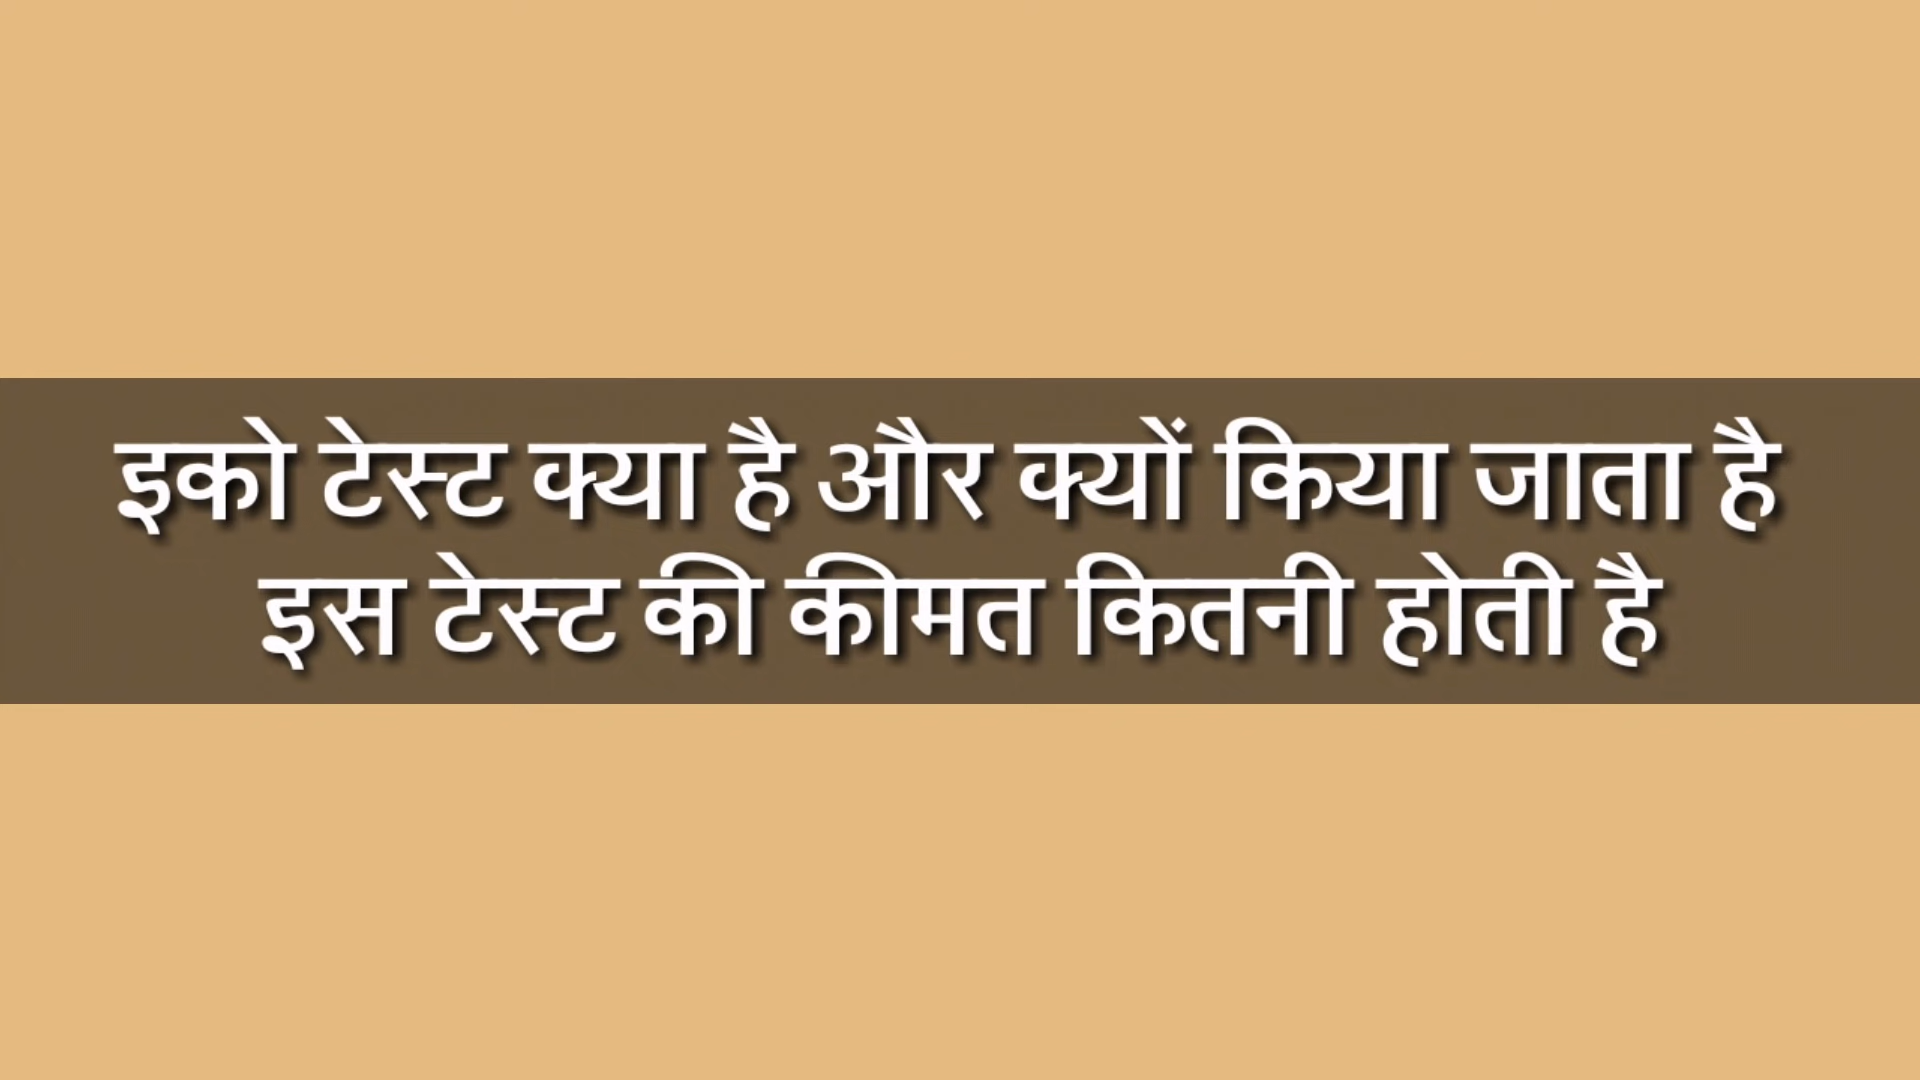 इको टेस्ट क्या है और क्यों किया जाता है
इस टेस्ट की कीमत कितनी होती है